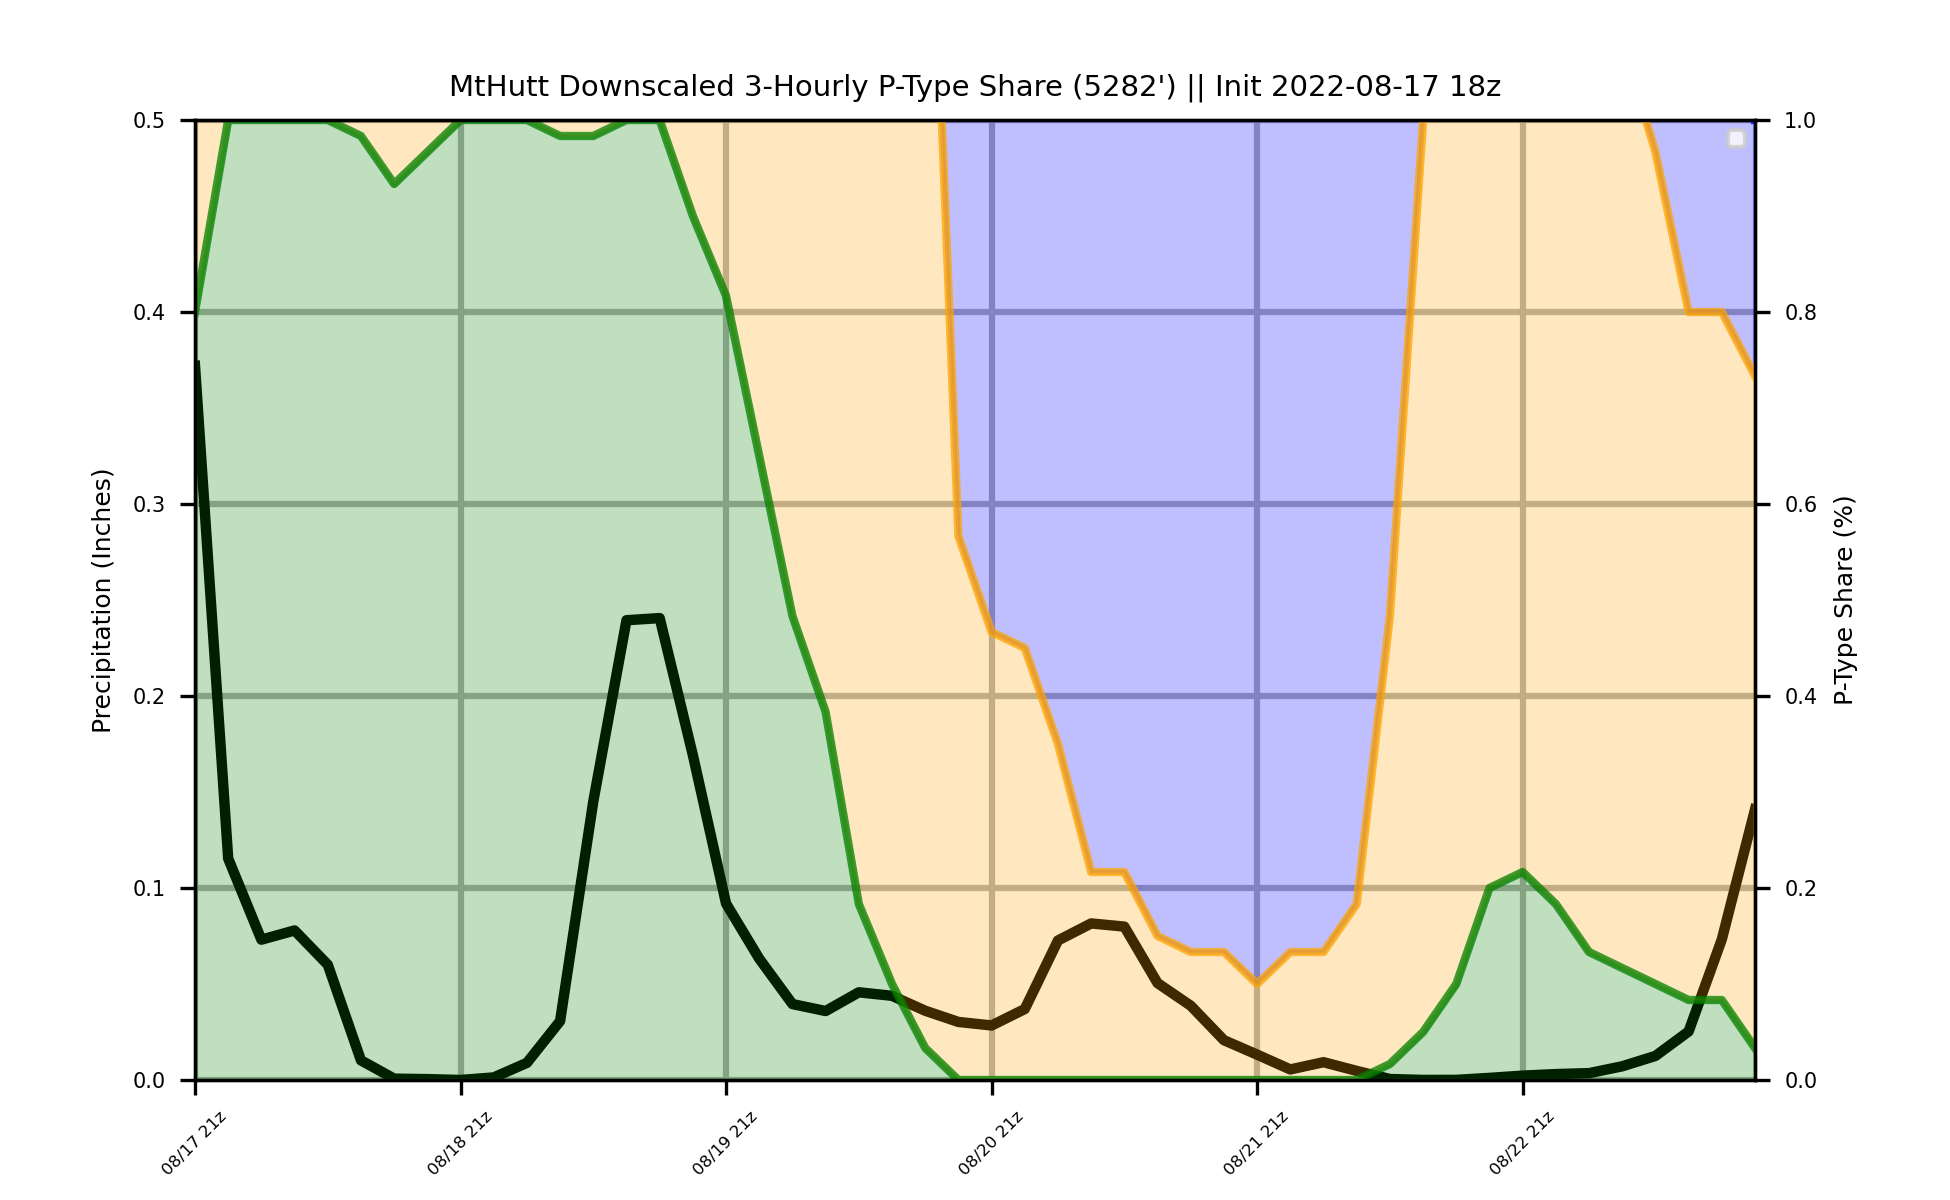 MtHutt Downscaled 3-Hourly P-Type Share (5282') || Init 2022-08-17 18z
Precipitation (Inches)
0.5
0.4
0.3
0.2
0.1
0.0
1.0
0.8
0.6
0.4
0.2
0.0
P-Type Share (%)
08/17 21z
08/18 21z
08/19 21z
08/20 21z
08/21 21z
08/22 21z